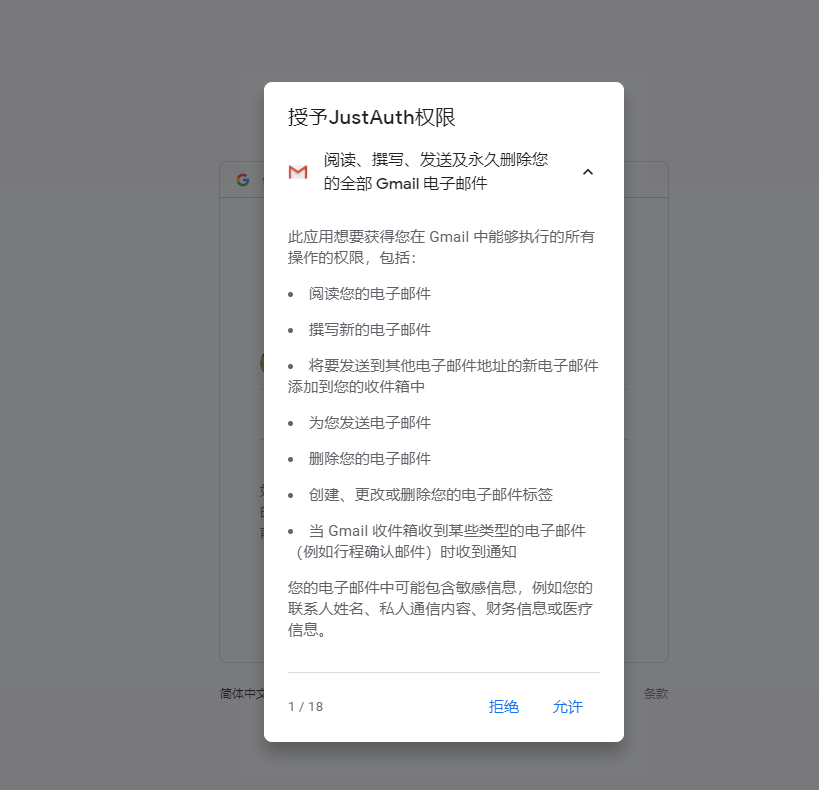 授予JustAuth权限
阅读、撰写、发送及永久删除您
的全部 Gmail 电子邮件
此应用想要获得您在 Gmail 中能够执行的所有
操作的权限，包括：
• 阅读您的电子邮件
• 撰写新的电子邮件
• 将要发送到其他电子邮件地址的新电子邮件
添加到您的收件箱中
• 为您发送电子邮件
• 删除您的电子邮件
• 创建、更改或删除您的电子邮件标签
• 当 Gmail 收件箱收到某些类型的电子邮件
（例如行程确认邮件）时收到通知
您的电子邮件中可能包含敏感信息，例如您的
联系人姓名、私人通信内容、财务信息或医疗
信息。
简体中文
条款
1 / 18
拒绝
允许